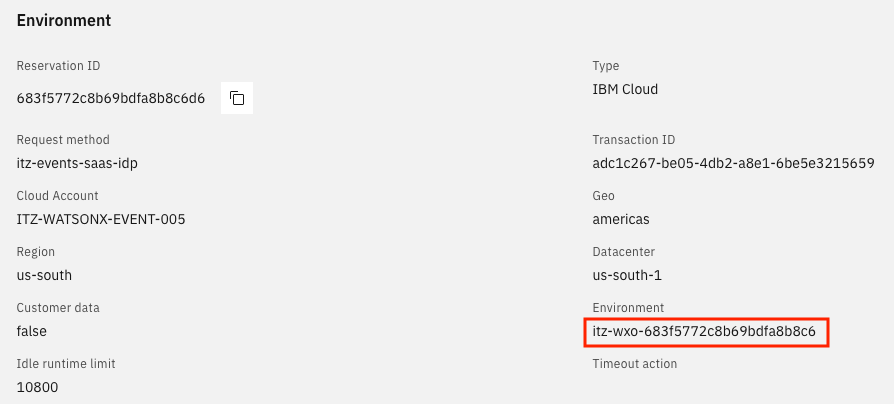 Environment
Reservation ID
683f5772c8b69bdfa8b8c6d6
Type
IBM Cloud
Request method
itz-events-saas-idp
Transaction ID
adc1c267-be05-4db2-a8e1-6be5e3215659
Cloud Account
ITZ-WATSONX-EVENT-005
Geo
americas
Region
us-south
Datacenter
us-south-1
Customer data
false
Environment
itz-wxo-683f5772c8b69bdfa8b8c6
Idle runtime limit
10800
Timeout action